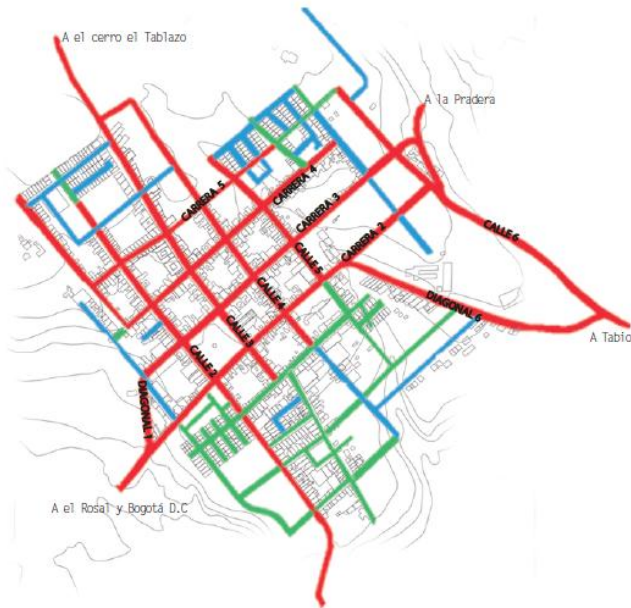 A el cerro el Tablazo
A la Pradera
CARRERA 5
CARRERA 4
CARRERA 3
CARRERA 2
CALLE 6
CALLE 5
CALLE 4
CALLE 3
CALLE 2
DIAGONAL 6
DIAGONAL 1
A Tabio
A el Rosal y Bogotá D.C